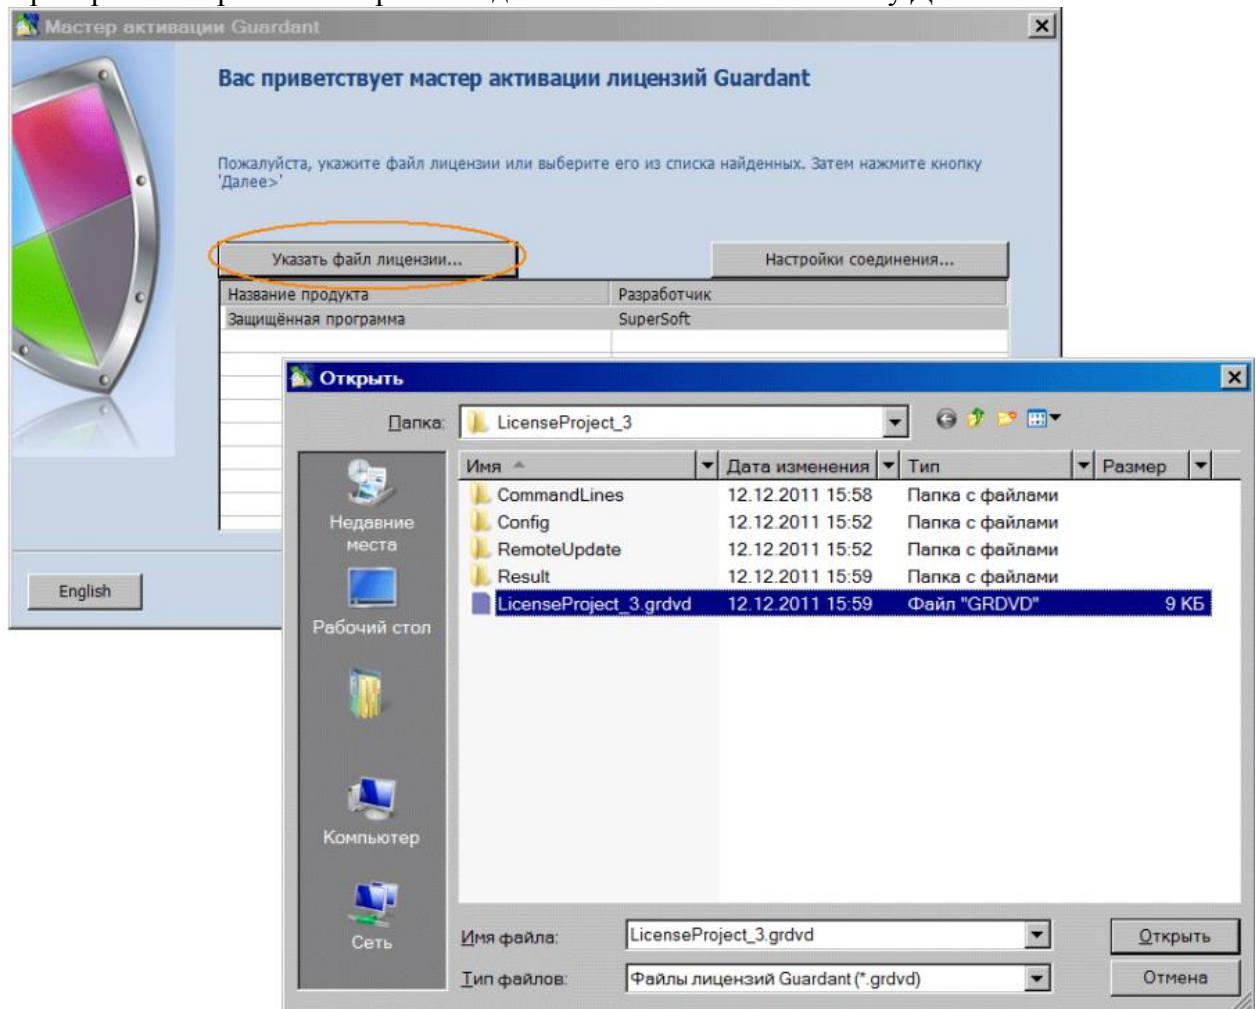 Мастер активации Guardant
Вас приветствует мастер активации лицензий Guardant
Пожалуйста, укажите файл лицензии или выберите его из списка найденных. Затем нажмите кнопку
'Далее>'
Указать файл лицензии... Настройки соединения...
Название продукта Разработчик
Защищённая программа SuperSoft
English
Открыть
Папка: LicenseProject_3
Имя Дата изменения Тип Размер
CommandLines 12.12.2011 15:58 Папка с файлами
Config 12.12.2011 15:52 Папка с файлами
RemoteUpdate 12.12.2011 15:52 Папка с файлами
Result 12.12.2011 15:59 Папка с файлами
LicenseProject_3.grdvd 12.12.2011 15:59 Файл "GRDVD" 9 КБ
Недавние
места
Рабочий стол
Компьютер
Сеть
Имя файла: LicenseProject_3.grdvd Открыть
Тип файлов: Файлы лицензий Guardant (*.grdvd) Отмена